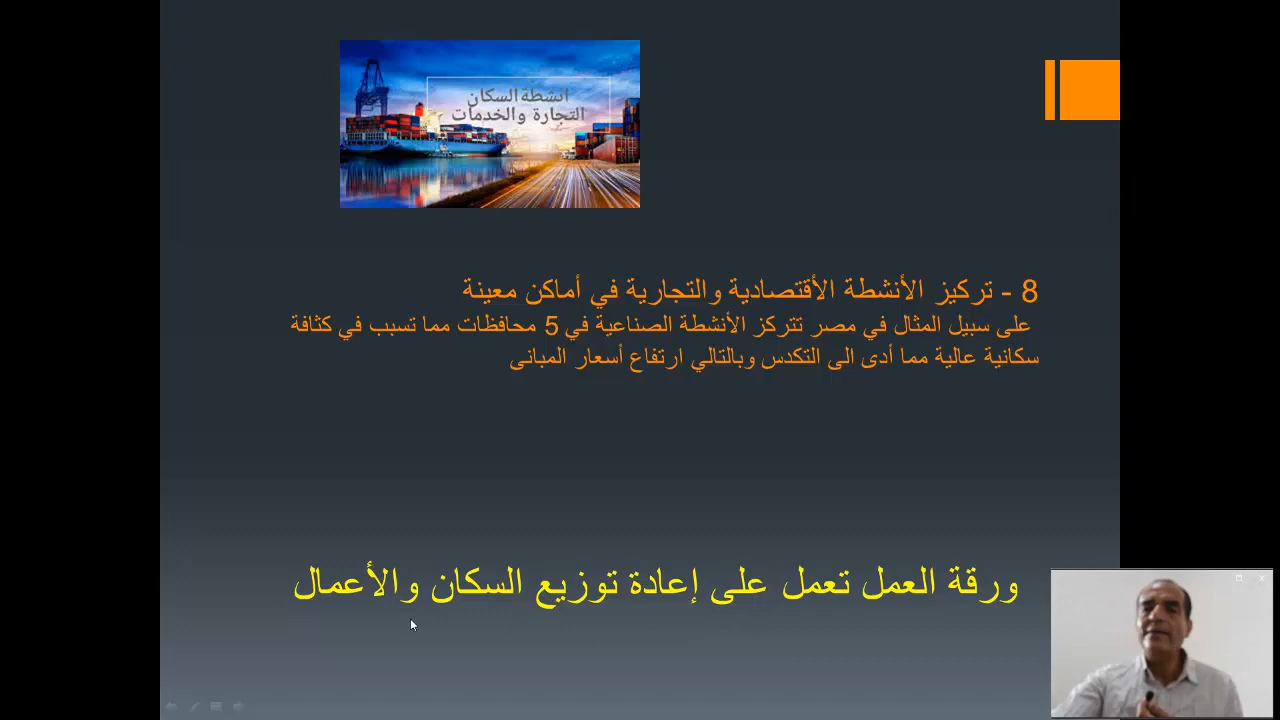 انشطة السكان
التجارة والخدمات
8 - تركيز الأنشطة الأقتصادية والتجارية في أماكن معينة
على سبيل المثال في مصر تتركز الأنشطة الصناعية في 5 محافظات مما تسبب في كثافة
سكانية عالية مما أدى الى التكدس وبالتالي ارتفاع أسعار المبانى
ورقة العمل تعمل على إعادة توزيع السكان والأعمال